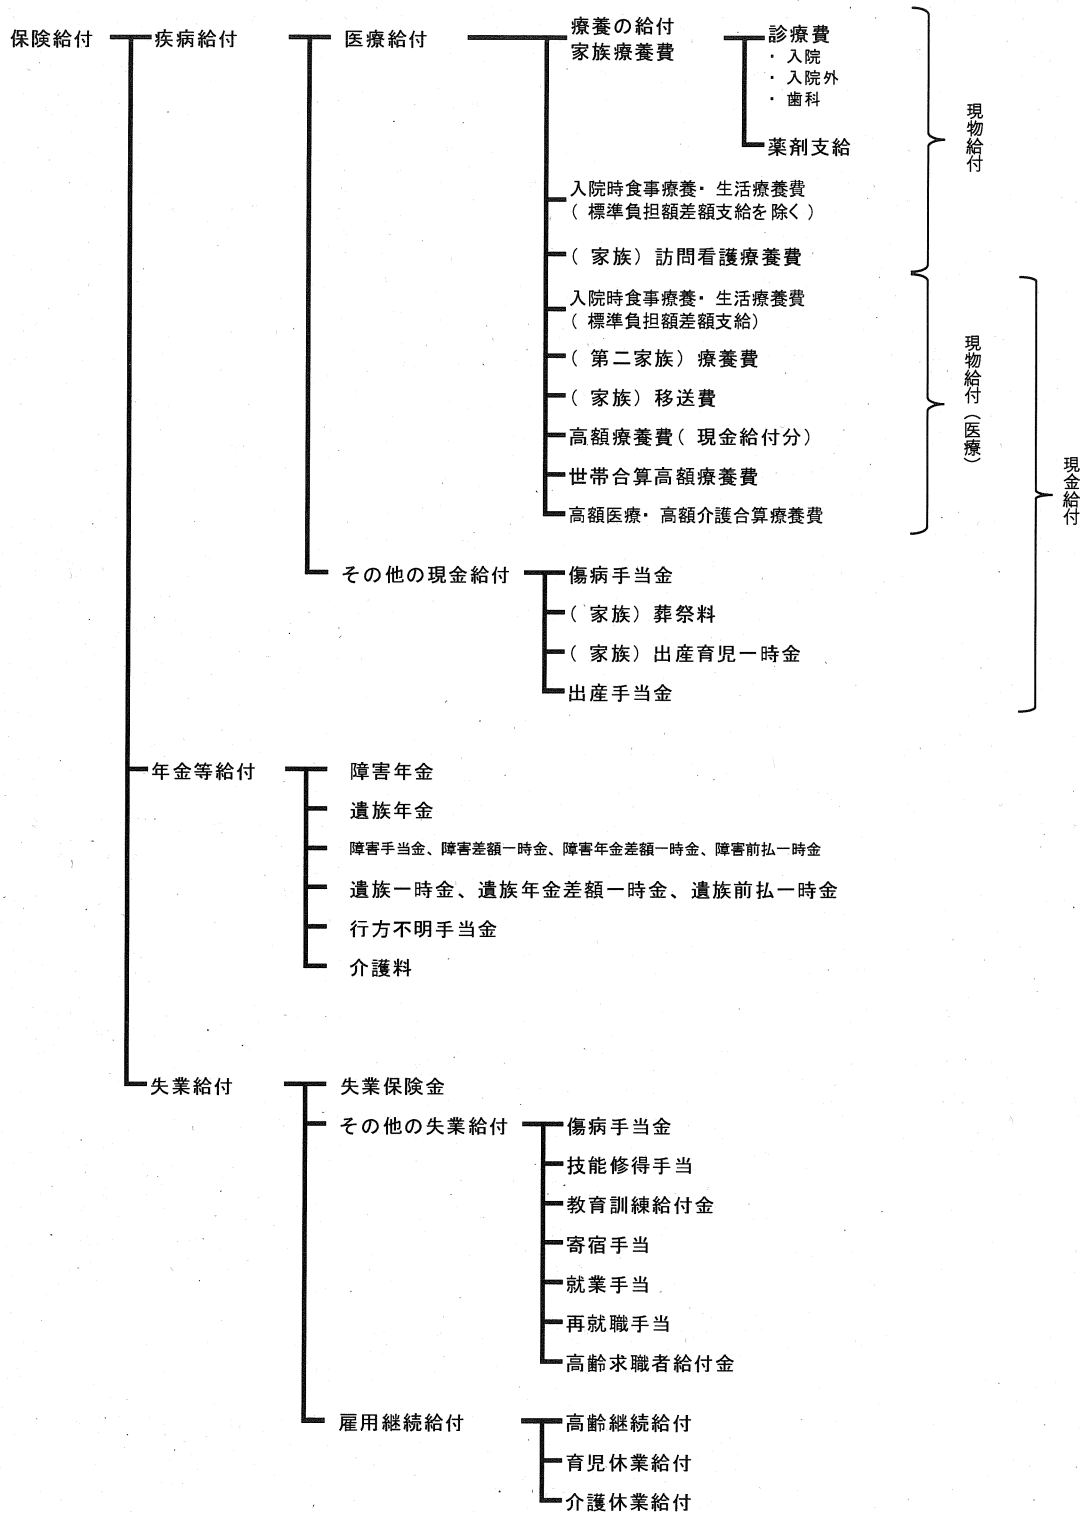 保険給付
疾病給付
医療給付
療養の給付
家族療養費
診療費
・ 入院
・ 入院外
・ 歯科
薬剤支給
入院時食事療養・ 生活療養費
( 標準負担額差額支給を除く )
( 家族) 訪問看護療養費
現物給付
入院時食事療養・ 生活療養費
( 標準負担額差額支給)
( 第二家族) 療養費
( 家族) 移送費
高額療養費( 現金給付分)
世帯合算高額療養費
高額医療・ 高額介護合算療養費
現物給付(医療)
その他の現金給付
傷病手当金
( 家族) 葬祭料
( 家族) 出産育児一時金
出産手当金
現金給付
年金等給付
障害年金
遺族年金
障害手当金、障害差額一時金、障害年金差額一時金、障害前払一時金
遺族一時金、遺族年金差額一時金、遺族前払一時金
行方不明手当金
介護料
失業給付
失業保険金
その他の失業給付
傷病手当金
技能修得手当
教育訓練給付金
寄宿手当
就業手当
再就職手当
高齢求職者給付金
雇用継続給付
高齢継続給付
育児休業給付
介護休業給付